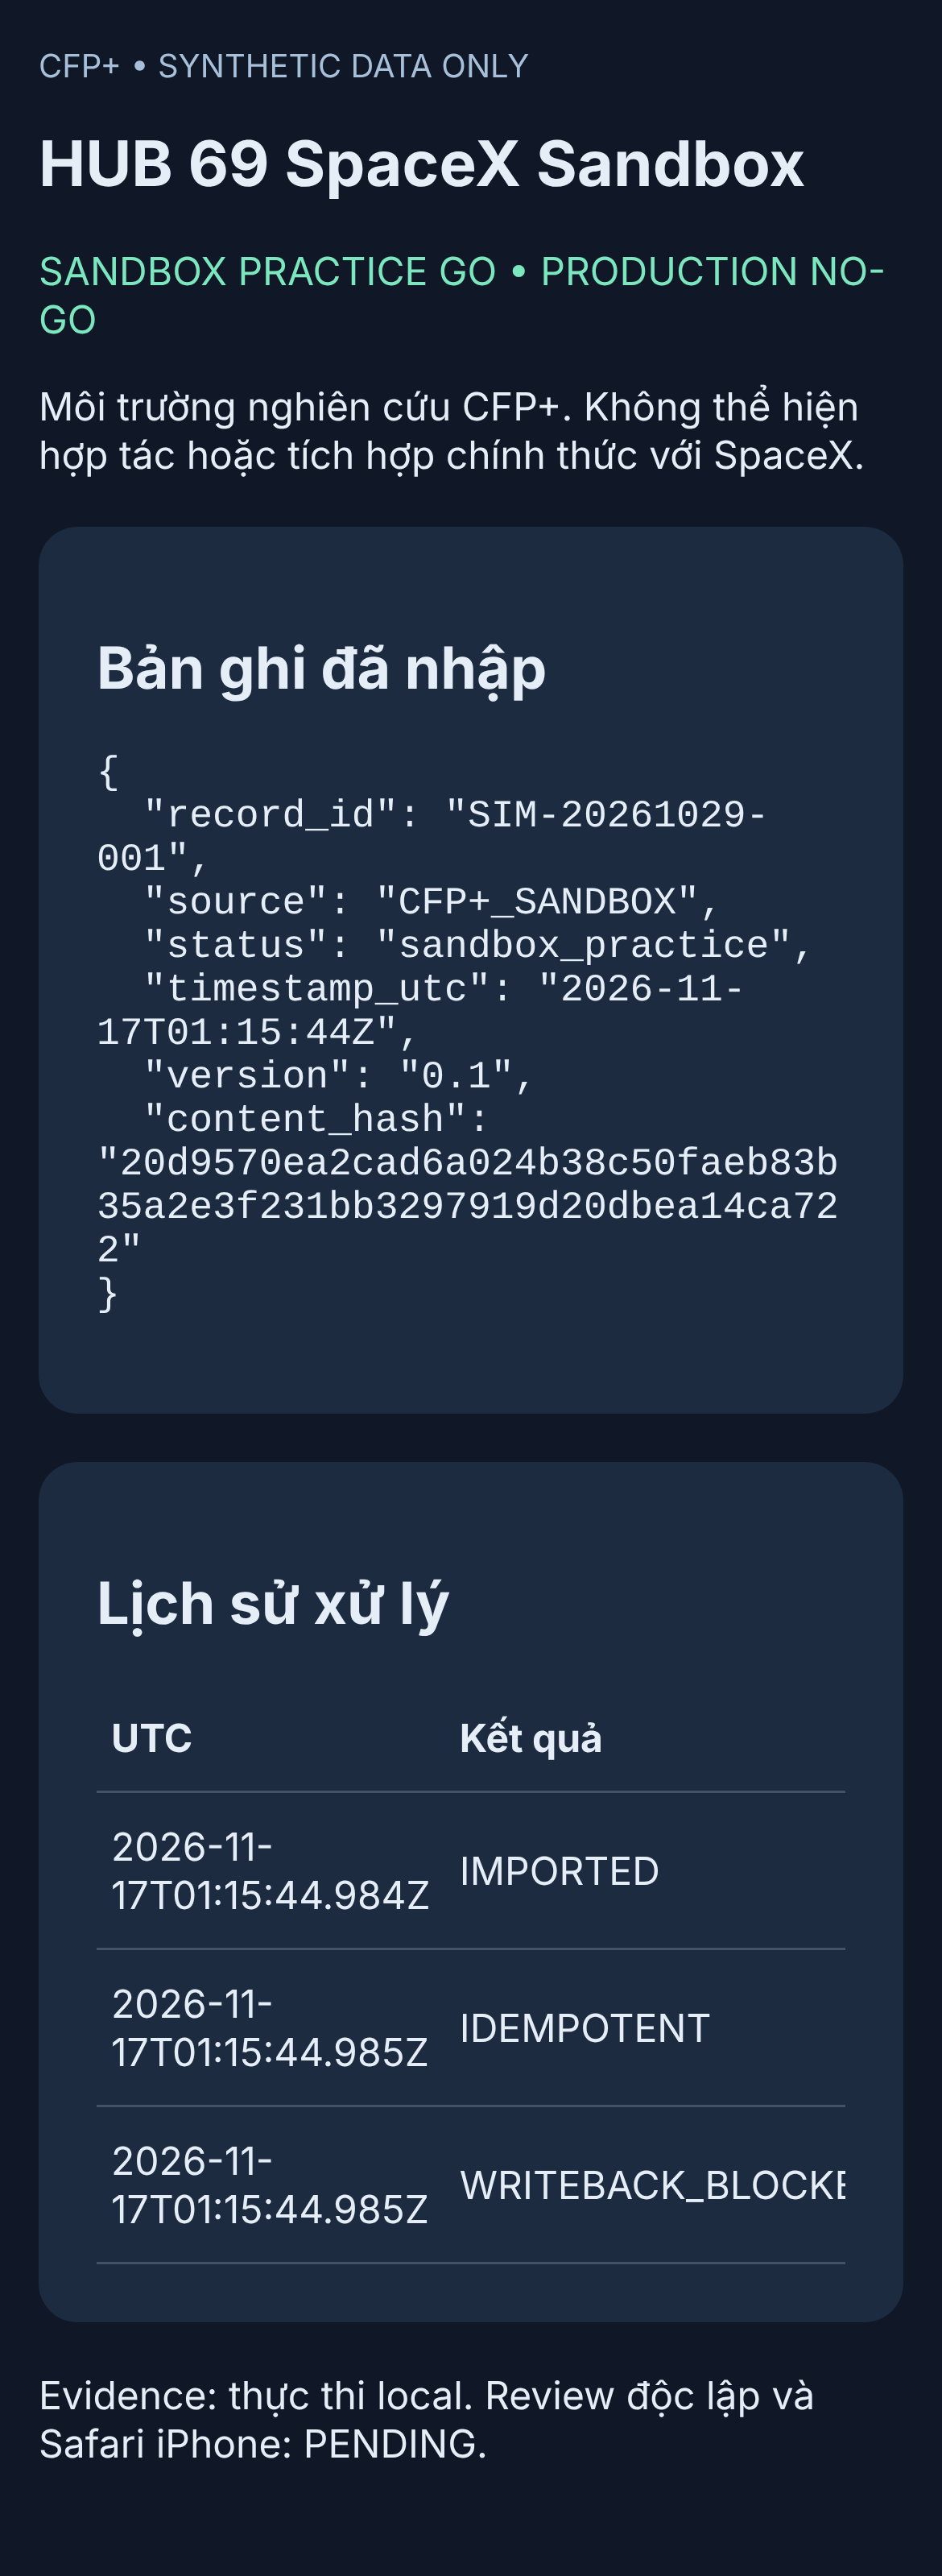 CFP+ • SYNTHETIC DATA ONLY
HUB 69 SpaceX Sandbox
SANDBOX PRACTICE GO • PRODUCTION NO-
GO
Môi trường nghiên cứu CFP+. Không thể hiện
hợp tác hoặc tích hợp chính thức với SpaceX.
Bản ghi đã nhập
{
  "record_id": "SIM-20261029-
001",
  "source": "CFP+_SANDBOX",
  "status": "sandbox_practice",
  "timestamp_utc": "2026-11-
17T01:15:44Z",
  "version": "0.1",
  "content_hash":
"20d9570ea2cad6a024b38c50faeb83b
35a2e3f231bb3297919d20dbea14ca72
2"
}
Lịch sử xử lý
UTC Kết quả
2026-11-
17T01:15:44.984Z IMPORTED
2026-11-
17T01:15:44.985Z IDEMPOTENT
2026-11-
17T01:15:44.985Z WRITEBACK_BLOCKE
Evidence: thực thi local. Review độc lập và
Safari iPhone: PENDING.